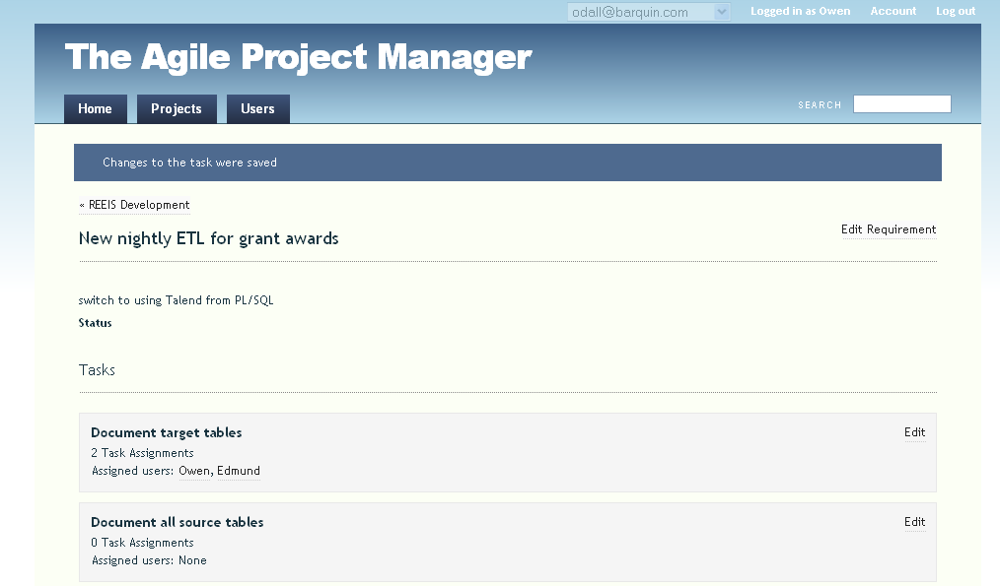 odall@barquin.com
Logged in as Owen Account Log out
The Agile Project Manager
Home Projects Users
SEARCH
Changes to the task were saved
« REEIS Development
Edit Requirement
New nightly ETL for grant awards
switch to using Talend from PL/SQL
Status
Tasks
Document target tables
Edit
2 Task Assignments
Assigned users: Owen, Edmund
Document all source tables
Edit
0 Task Assignments
Assigned users: None